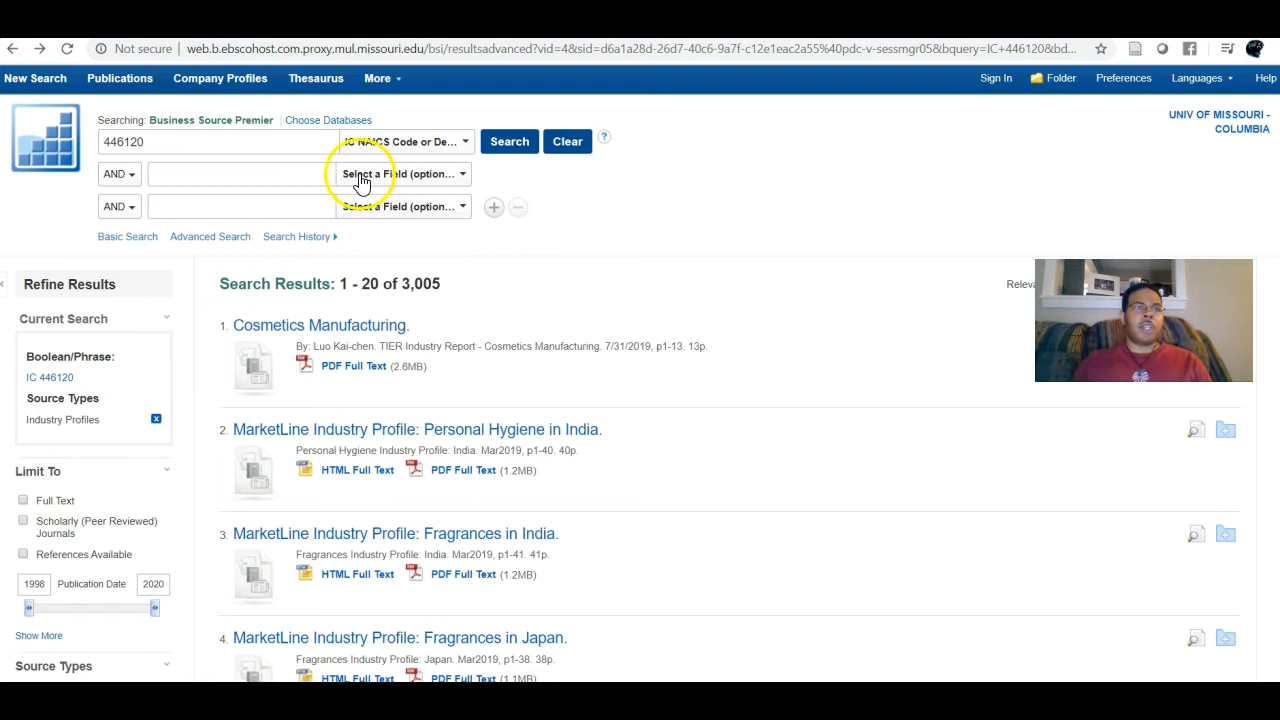 Not secure web.b.ebscohost.com.proxy.mul.missouri.edu/bsi/resultsadvanced?vid=4&sid=d6a1a28d-26d7-40c6-9a7f-c12e1eac2a55%40pdc-v-sessmgr05&bquery=IC+446120&bd...
New Search Publications Company Profiles Thesaurus More Sign In Folder Preferences Languages Help
Searching: Business Source Premier Choose Databases
UNIV OF MISSOURI -
COLUMBIA
446120 IC NAICS Code or De... Search Clear ?
AND Select a Field (option...
AND Select a Field (option...
Basic Search Advanced Search Search History
Refine Results
Current Search
Boolean/Phrase:
IC 446120
Source Types
Industry Profiles
Limit To
Full Text
Scholarly (Peer Reviewed)
Journals
References Available
1998 Publication Date 2020
Show More
Source Types
Search Results: 1 - 20 of 3,005
Releva
1. Cosmetics Manufacturing.
By: Luo Kai-chen. TIER Industry Report - Cosmetics Manufacturing. 7/31/2019, p1-13. 13p.
PDF Full Text (2.6MB)
2. MarketLine Industry Profile: Personal Hygiene in India.
Personal Hygiene Industry Profile: India. Mar2019, p1-40. 40p.
HTML Full Text PDF Full Text (1.2MB)
3. MarketLine Industry Profile: Fragrances in India.
Fragrances Industry Profile: India. Mar2019, p1-41. 41p.
HTML Full Text PDF Full Text (1.2MB)
4. MarketLine Industry Profile: Fragrances in Japan.
Fragrances Industry Profile: Japan. Mar2019, p1-38. 38p.
HTML Full Text PDF Full Text (1.1MB)